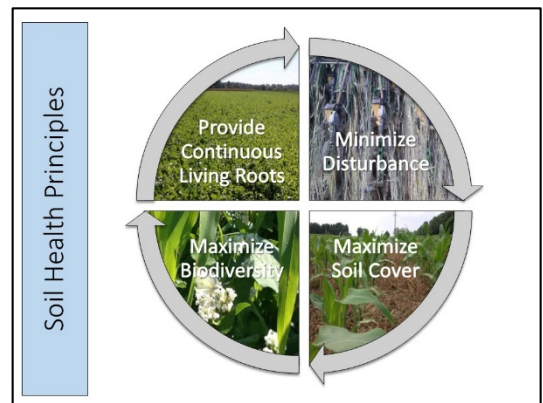 Soil Health Principles
Provide
Continuous
Living Roots
Minimize
Disturbance
Maximize
Biodiversity
Maximize
Soil Cover